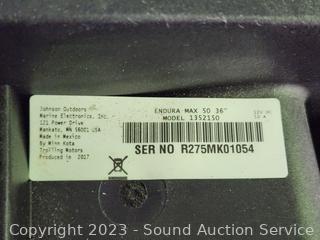 Johnson Outdoors
Marine Electronics, Inc.
121 Power Drive
Mankato, MN 56001 USA
Made in Mexico
By Minn Kota
Trolling Motors
Produced in 2017
ENDURA MAX 50 36"
MODEL 1352150
12V DC
50 A
SER NO R275MK01054
Copyright 2023 - Sound Auction Service